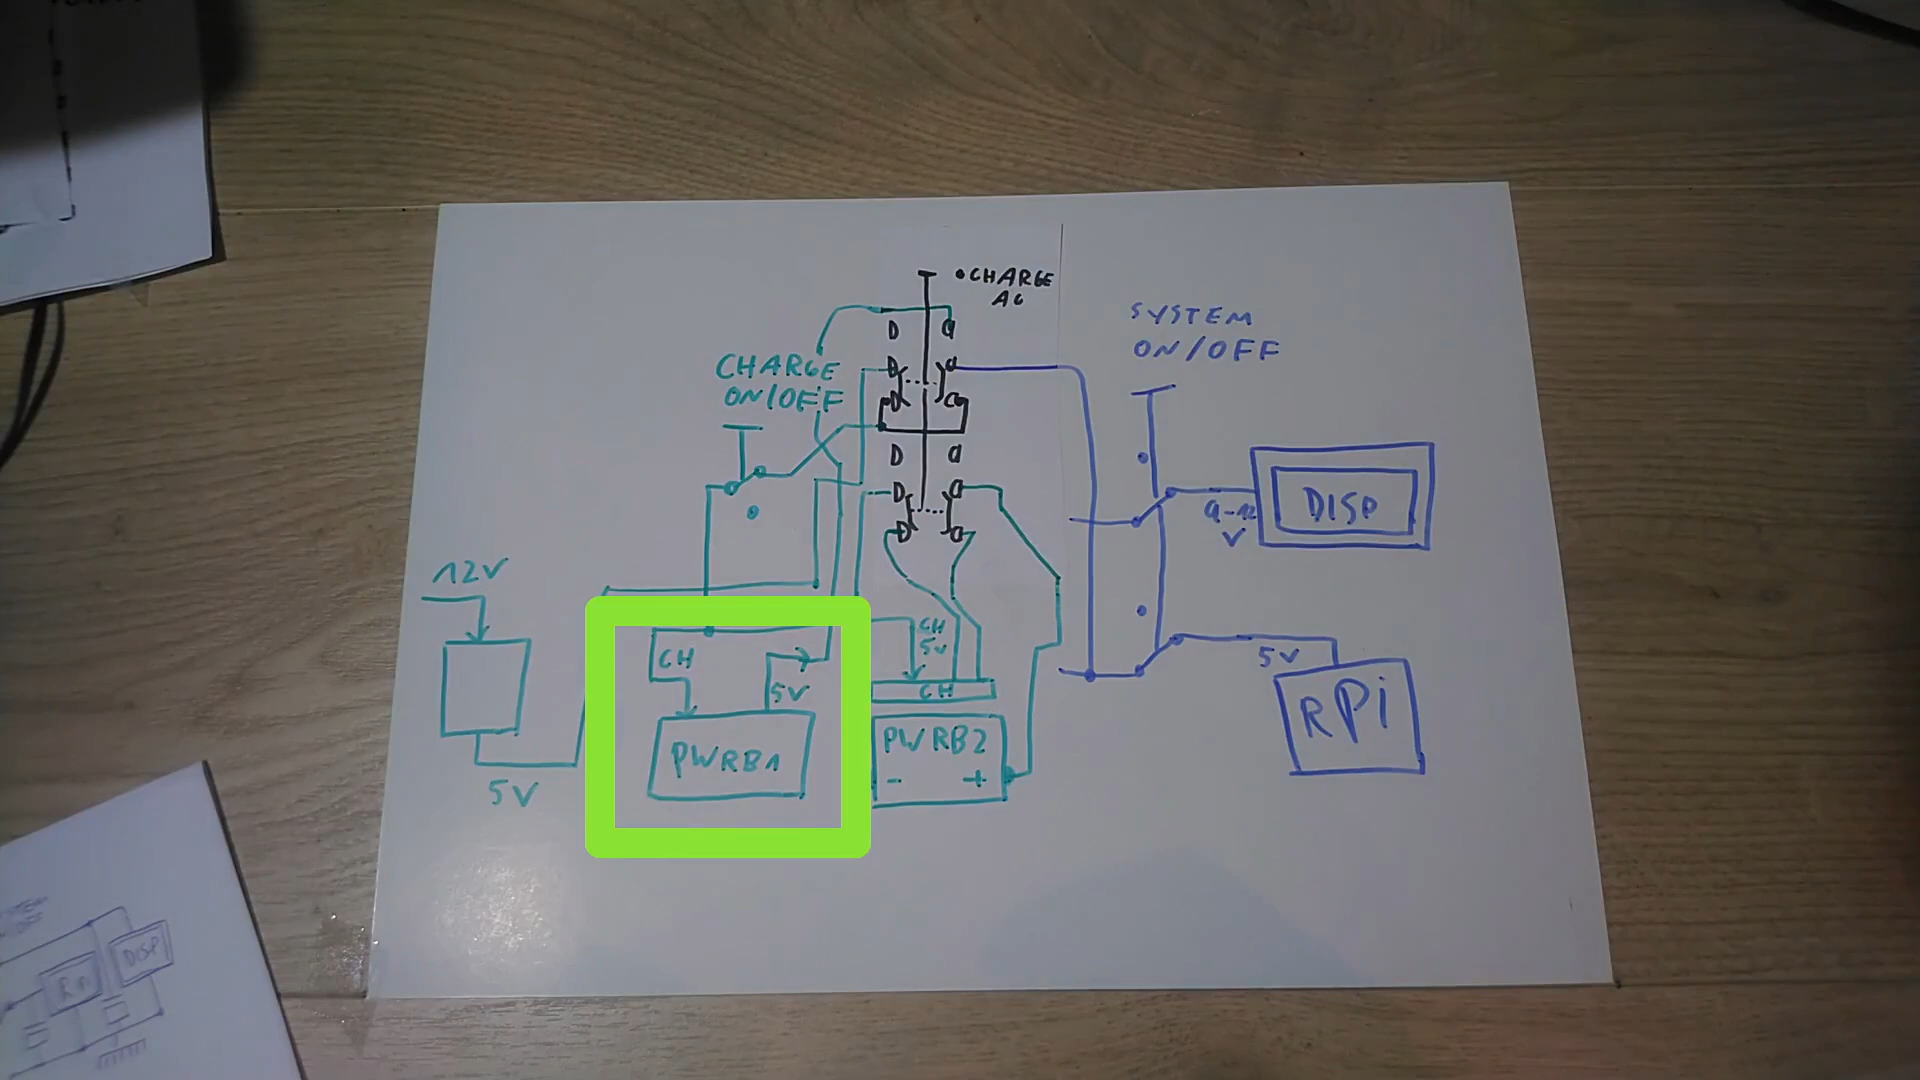 CHARGE
AC
SYSTEM
ON/OFF
CHARGE
ON/OFF
12V
9-12
V
DISP
CH
5V
CH
5V
CH
5V
RPi
PWRB1
PWRB2
- +
5V
DISP